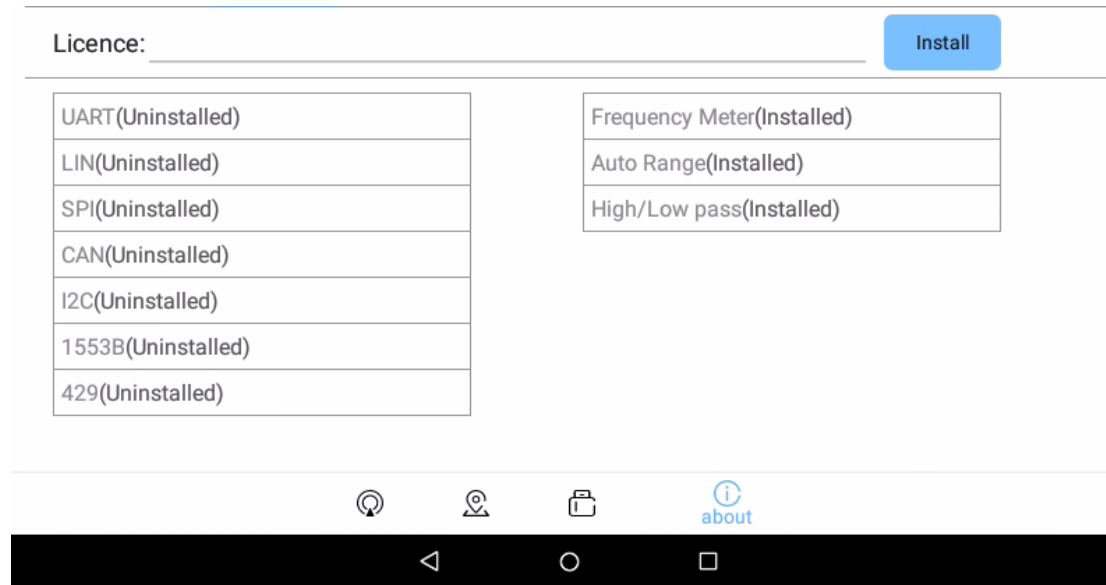 Licence:
Install
UART(Uninstalled)
LIN(Uninstalled)
SPI(Uninstalled)
CAN(Uninstalled)
I2C(Uninstalled)
1553B(Uninstalled)
429(Uninstalled)
Frequency Meter(Installed)
Auto Range(Installed)
High/Low pass(Installed)
about